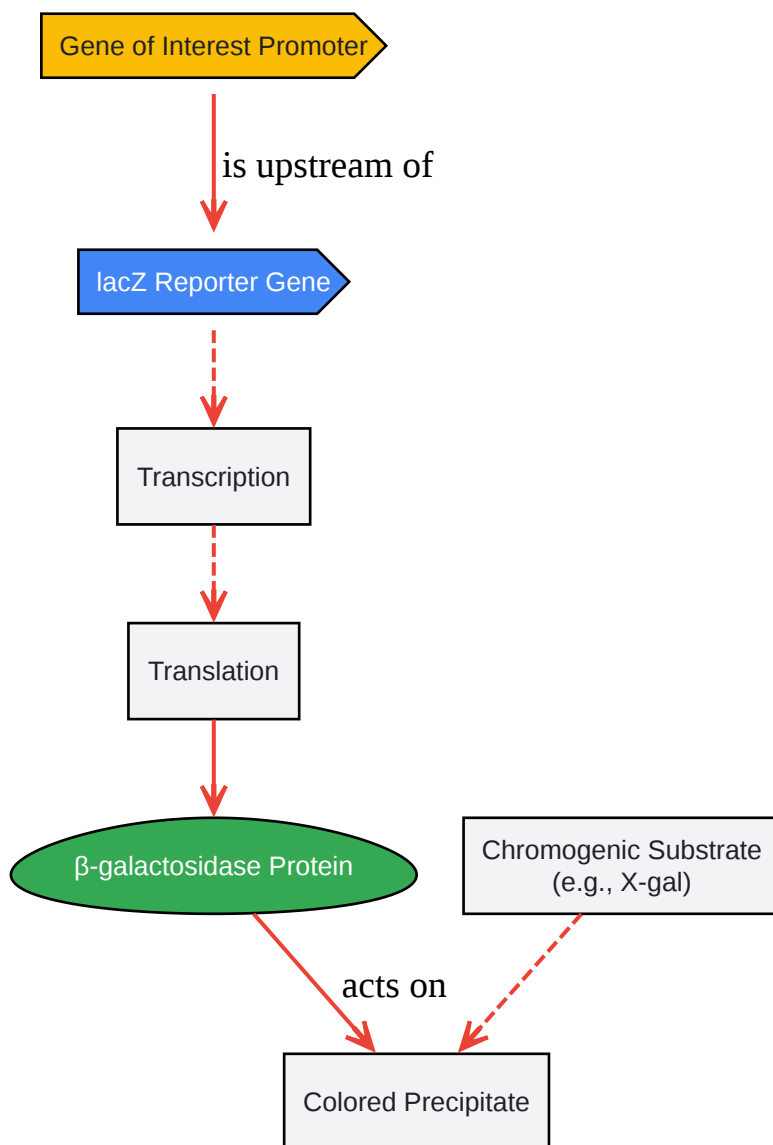 Gene of Interest Promoter
is upstream of
lacZ Reporter Gene
Transcription
Translation
β-galactosidase Protein
Chromogenic Substrate
(e.g., X-gal)
acts on
Colored Precipitate